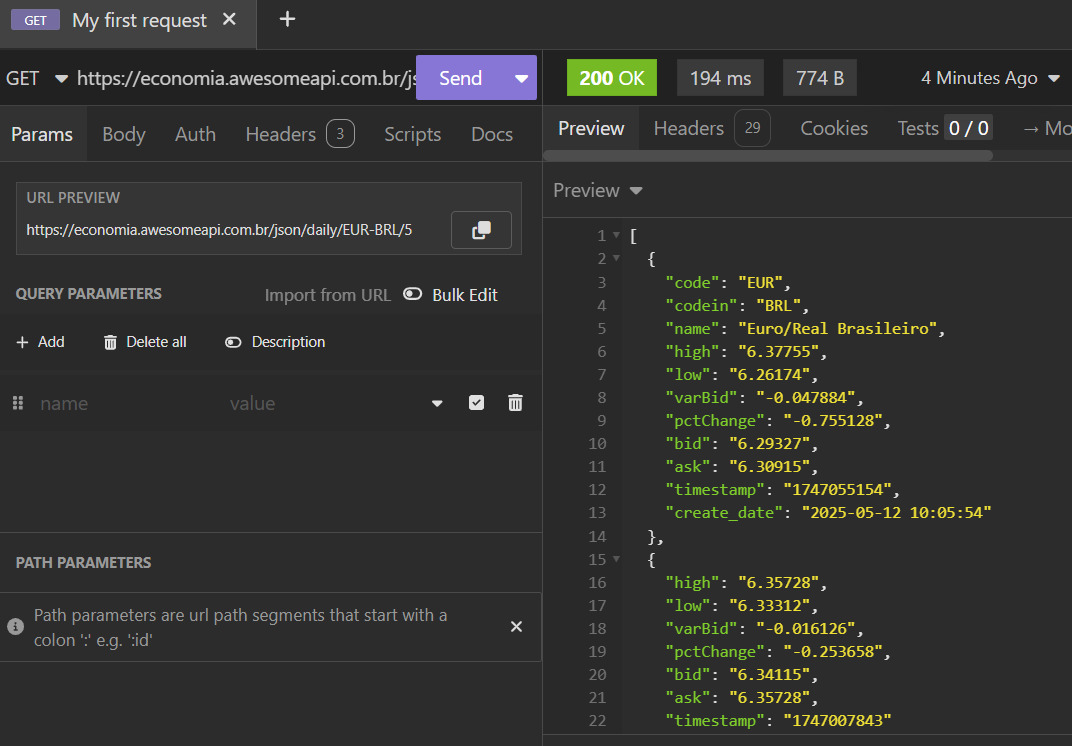 GET My first request ×
GET https://economia.awesomeapi.com.br/js Send
Params Body Auth Headers 3 Scripts Docs
URL PREVIEW
https://economia.awesomeapi.com.br/json/daily/EUR-BRL/5
QUERY PARAMETERS Import from URL Bulk Edit
+ Add Delete all Description
name value
PATH PARAMETERS
Path parameters are url path segments that start with a
colon ':' e.g. ':id'
200 OK 194 ms 774 B 4 Minutes Ago
Preview Headers 29 Cookies Tests 0 / 0 → Mo
Preview
1 [
2 {
3 "code": "EUR",
4 "codein": "BRL",
5 "name": "Euro/Real Brasileiro",
6 "high": "6.37755",
7 "low": "6.26174",
8 "varBid": "-0.047884",
9 "pctChange": "-0.755128",
10 "bid": "6.29327",
11 "ask": "6.30915",
12 "timestamp": "1747055154",
13 "create_date": "2025-05-12 10:05:54"
14 },
15 {
16 "high": "6.35728",
17 "low": "6.33312",
18 "varBid": "-0.016126",
19 "pctChange": "-0.253658",
20 "bid": "6.34115",
21 "ask": "6.35728",
22 "timestamp": "1747007843"